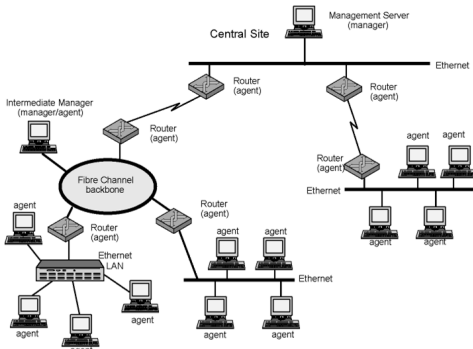 Management Server
(manager)
Central Site
Ethernet
Router
(agent)
Router
(agent)
Intermediate Manager
(manager/agent)
Router
(agent)
agent
agent
Router
(agent)
Fibre Channel
backbone
Ethernet
agent
Router
(agent)
Router
(agent)
agent
agent
agent
agent
Ethernet
LAN
Ethernet
agent
agent
agent
agent
agent
agent